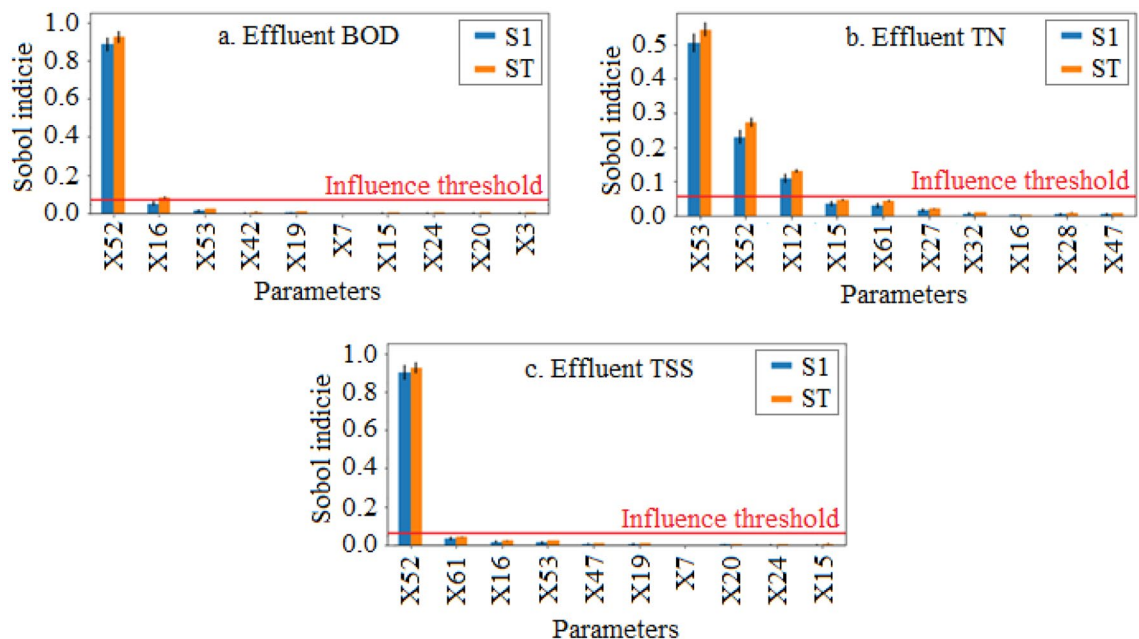 a. Effluent BOD
S1
ST
Sobol indicie
1.0
0.8
0.6
0.4
0.2
0.0
Influence threshold
X52 X16 X53 X42 X19 X7 X15 X24 X20 X3
Parameters
b. Effluent TN
S1
ST
Sobol indicie
0.5
0.4
0.3
0.2
0.1
0.0
Influence threshold
X53 X52 X12 X15 X61 X27 X32 X16 X28 X47
Parameters
c. Effluent TSS
S1
ST
Sobol indicie
1.0
0.8
0.6
0.4
0.2
0.0
Influence threshold
X52 X61 X16 X53 X47 X19 X7 X20 X24 X15
Parameters